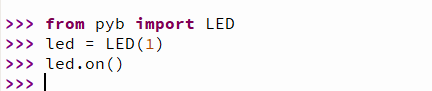 >>> from pyb import LED
>>> led = LED(1)
>>> led.on()
>>>